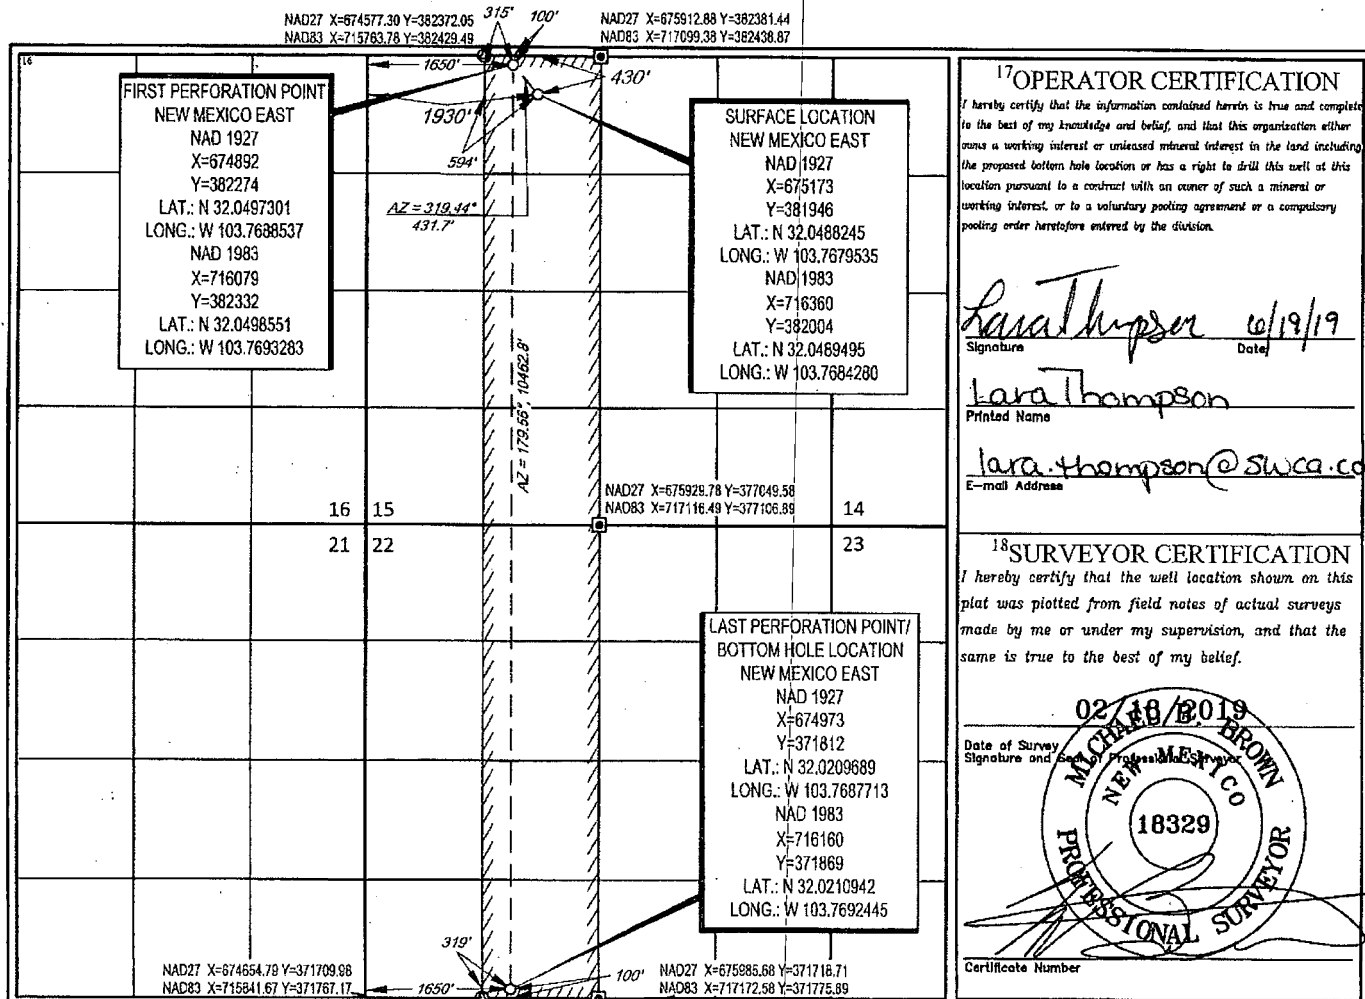 NAD27 X=674577.30 Y=382372.05
NAD83 X=715763.78 Y=382429.49
315'
100'
NAD27 X=675912.88 Y=382381.44
NAD83 X=717099.38 Y=382438.87
16
1650'
430'
1930'
594'
AZ = 319.44°
431.7'
FIRST PERFORATION POINT
NEW MEXICO EAST
NAD 1927
X=674892
Y=382274
LAT.: N 32.0497301
LONG.: W 103.7688537
NAD 1983
X=716079
Y=382332
LAT.: N 32.0498551
LONG.: W 103.7693283
SURFACE LOCATION
NEW MEXICO EAST
NAD 1927
X=675173
Y=381946
LAT.: N 32.0488245
LONG.: W 103.7679535
NAD 1983
X=716360
Y=382004
LAT.: N 32.0489495
LONG.: W 103.7684280
AZ = 179.56°, 10462.8'
NAD27 X=675929.78 Y=377049.58
NAD83 X=717116.49 Y=377106.89
16 15
14
21 22
23
LAST PERFORATION POINT/
BOTTOM HOLE LOCATION
NEW MEXICO EAST
NAD 1927
X=674973
Y=371812
LAT.: N 32.0209689
LONG.: W 103.7687713
NAD 1983
X=716160
Y=371869
LAT.: N 32.0210942
LONG.: W 103.7692445
319'
NAD27 X=674654.79 Y=371709.98
NAD83 X=715841.67 Y=371767.17
1650'
100'
NAD27 X=675985.68 Y=371718.71
NAD83 X=717172.58 Y=371775.89
17 OPERATOR CERTIFICATION
I hereby certify that the information contained herein is true and complete
to the best of my knowledge and belief, and that this organization either
owns a working interest or unleased mineral interest in the land including
the proposed bottom hole location or has a right to drill this well at this
location pursuant to a contract with an owner of such a mineral or
working interest, or to a voluntary pooling agreement or a compulsory
pooling order heretofore entered by the division.
Lara Thompson 6/19/19
Signature Date
Lara Thompson
Printed Name
lara.thompson@swca.co
E-mail Address
18 SURVEYOR CERTIFICATION
I hereby certify that the well location shown on this
plat was plotted from field notes of actual surveys
made by me or under my supervision, and that the
same is true to the best of my belief.
02/18/2019
Date of Survey
Signature and Seal of Professional Surveyor
MICHAEL B. BROWN
NEW MEXICO
18329
PROFESSIONAL SURVEYOR
Certificate Number